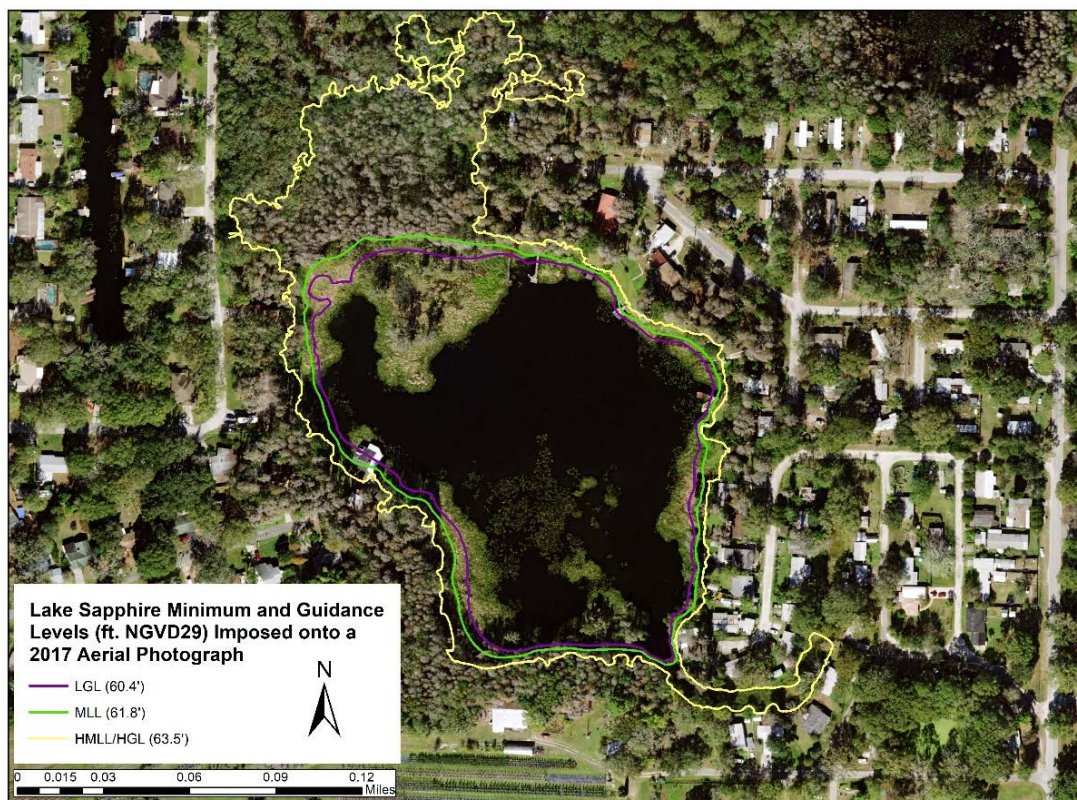 Lake Sapphire Minimum and Guidance
Levels (ft. NGVD29) Imposed onto a
2017 Aerial Photograph
N
LGL (60.4')
MLL (61.8')
HMLL/HGL (63.5')
0 0.015 0.03 0.06 0.09 0.12
Miles